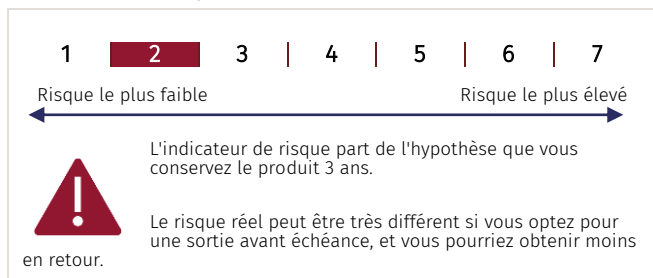 1 2 3 4 5 6 7
Risque le plus faible Risque le plus élevé
L'indicateur de risque part de l'hypothèse que vous
conservez le produit 3 ans.
Le risque réel peut être très différent si vous optez pour
une sortie avant échéance, et vous pourriez obtenir moins
en retour.